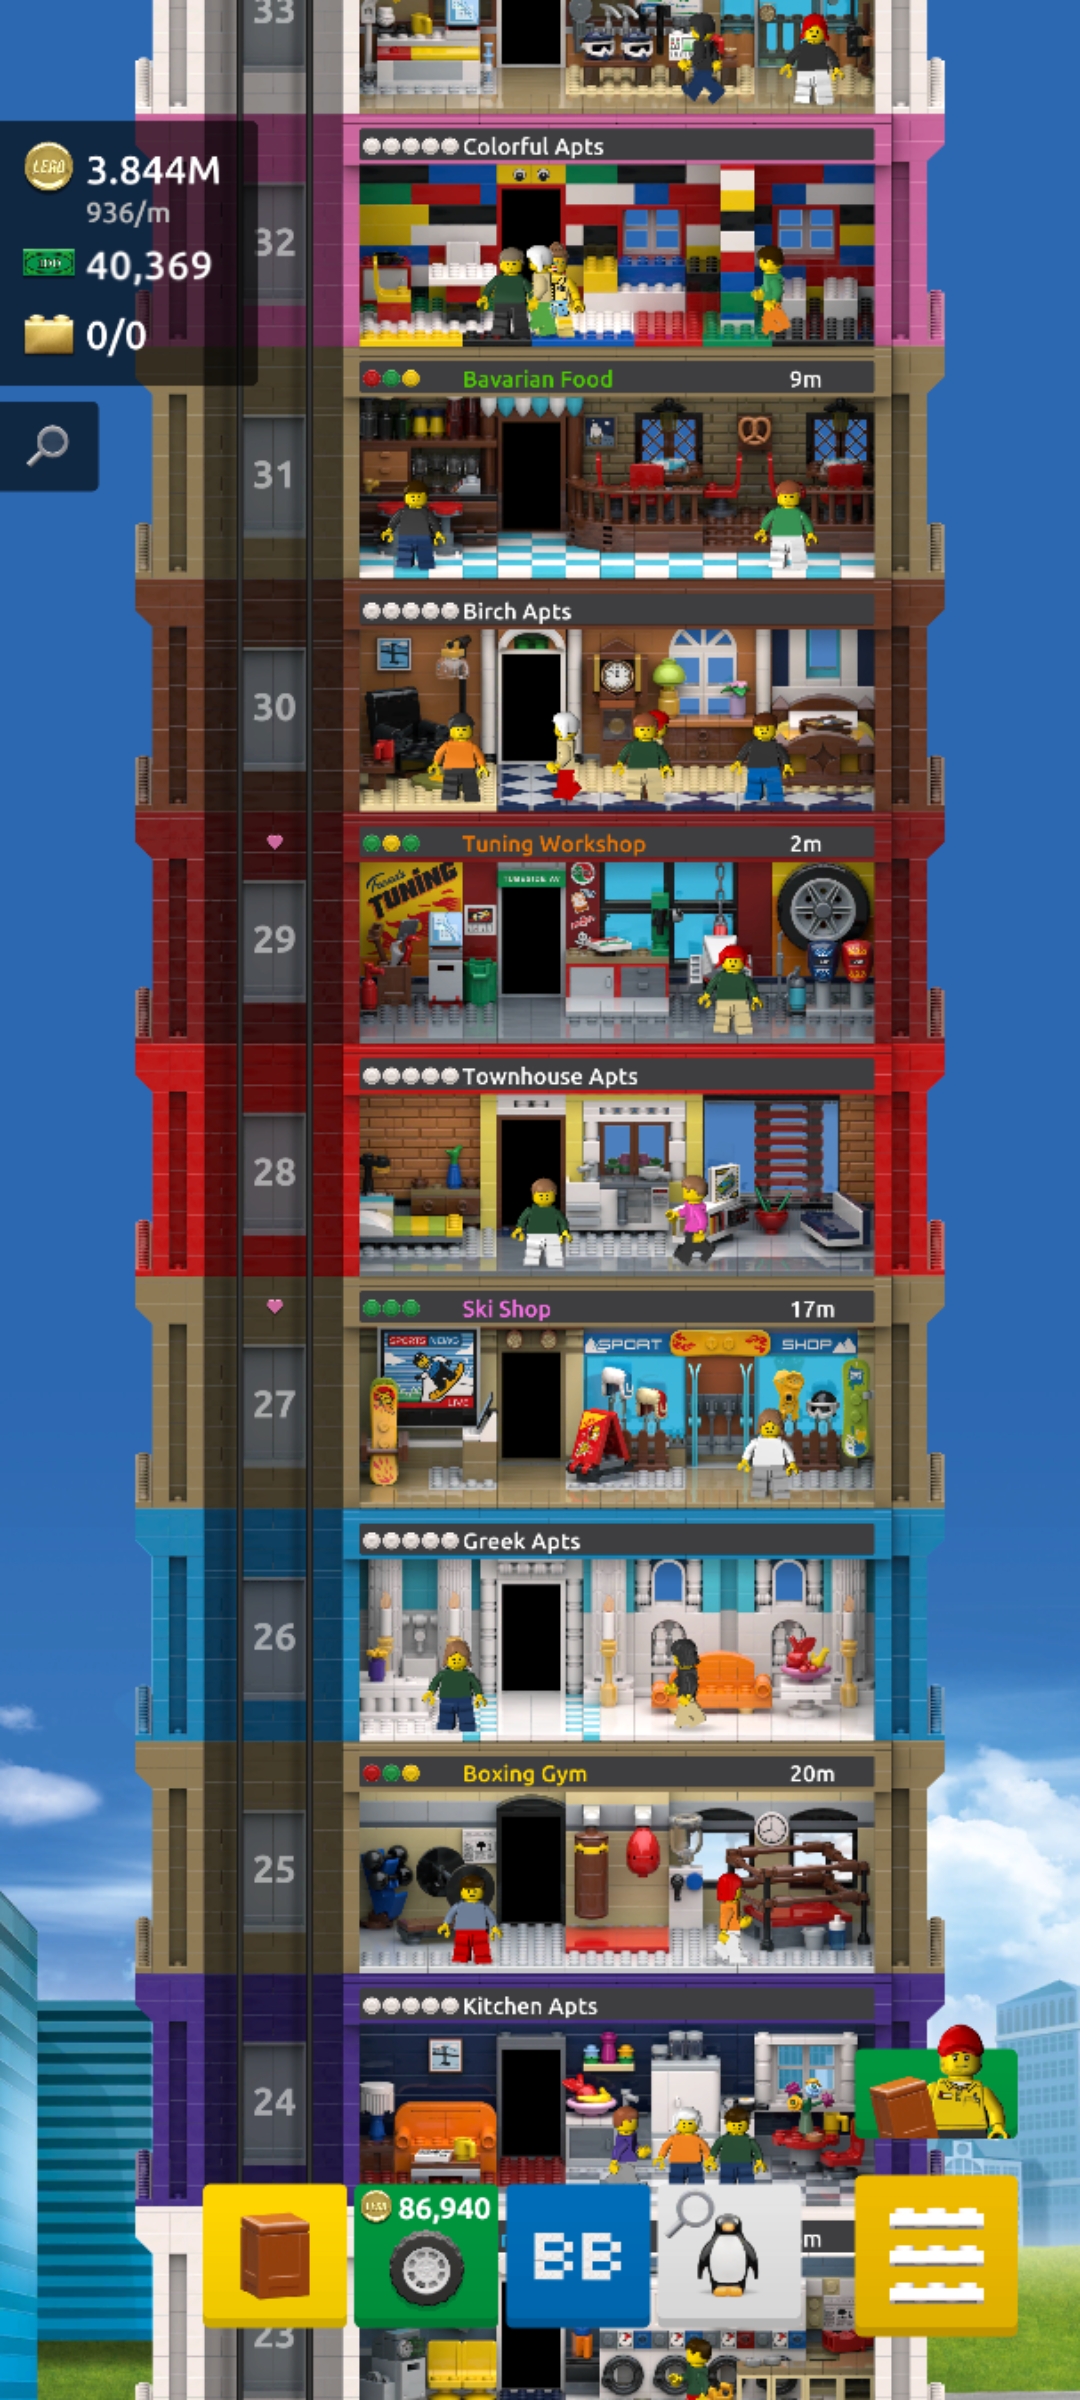 33
Colorful Apts
LEGO 3.844M
936/m
32
40,369
0/0
Bavarian Food 9m
31
Birch Apts
30
Tuning Workshop 2m
TUNING
29
Townhouse Apts
28
Ski Shop 17m
SPORTS NEWS
LIVE
SPORT SHOP
27
Greek Apts
26
Boxing Gym 20m
25
Kitchen Apts
24
86,940
BB
m
23